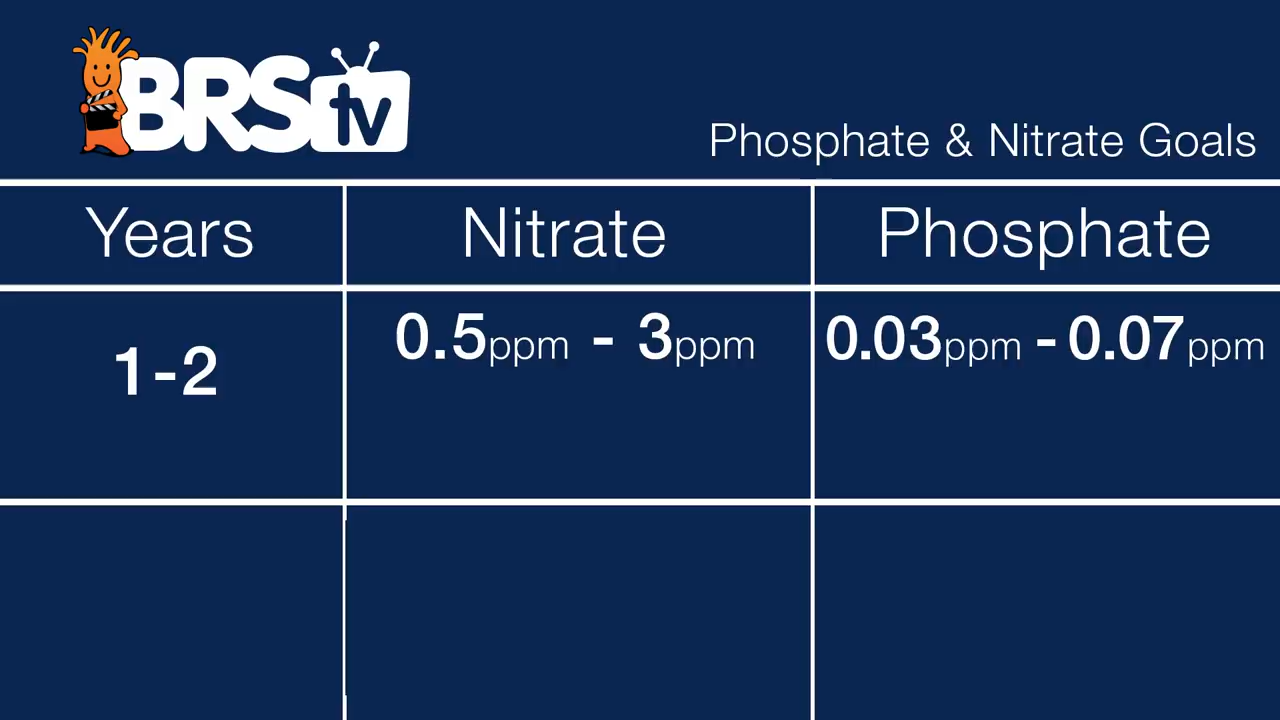 BRStv
Phosphate & Nitrate Goals
Years Nitrate Phosphate
1-2 0.5ppm - 3ppm 0.03ppm - 0.07ppm